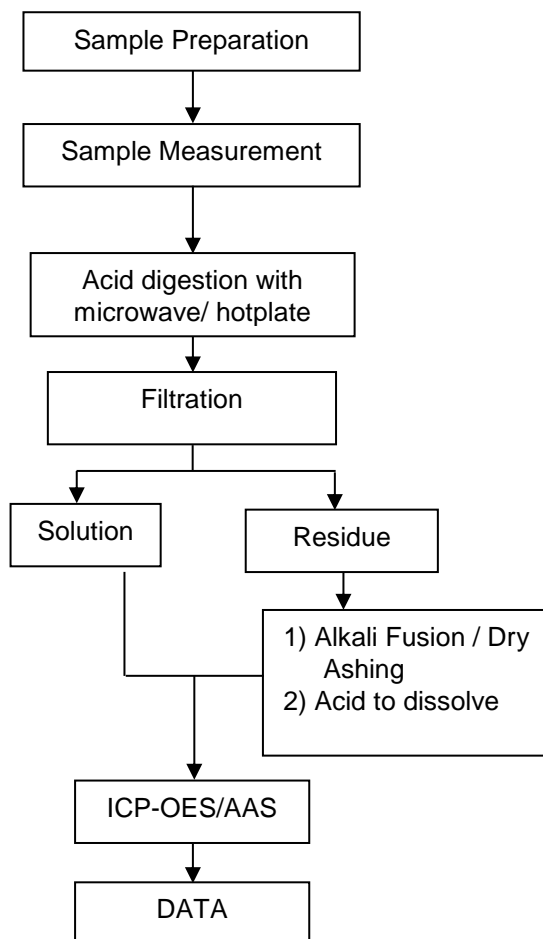 Sample Preparation
Sample Measurement
Acid digestion with
microwave/ hotplate
Filtration
Solution
Residue
1) Alkali Fusion / Dry
Ashing
2) Acid to dissolve
ICP-OES/AAS
DATA